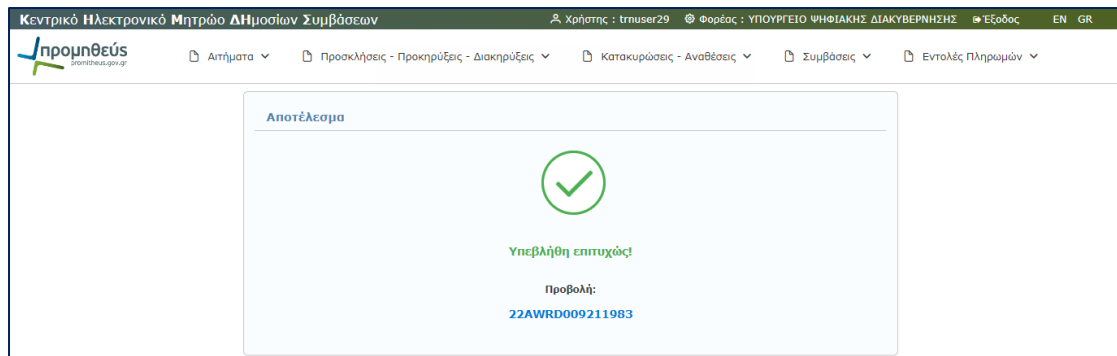 Κεντρικό Ηλεκτρονικό Μητρώο ΔΗμοσίων Συμβάσεων Χρήστης : trnuser29 Φορέας : ΥΠΟΥΡΓΕΙΟ ΨΗΦΙΑΚΗΣ ΔΙΑΚΥΒΕΡΝΗΣΗΣ Έξοδος EN GR
προμηθεύς
promitheus.gov.gr
Αιτήματα Προσκλήσεις - Προκηρύξεις - Διακηρύξεις Κατακυρώσεις - Αναθέσεις Συμβάσεις Εντολές Πληρωμών
Αποτέλεσμα
Υπεβλήθη επιτυχώς!
Προβολή:
22AWRD009211983